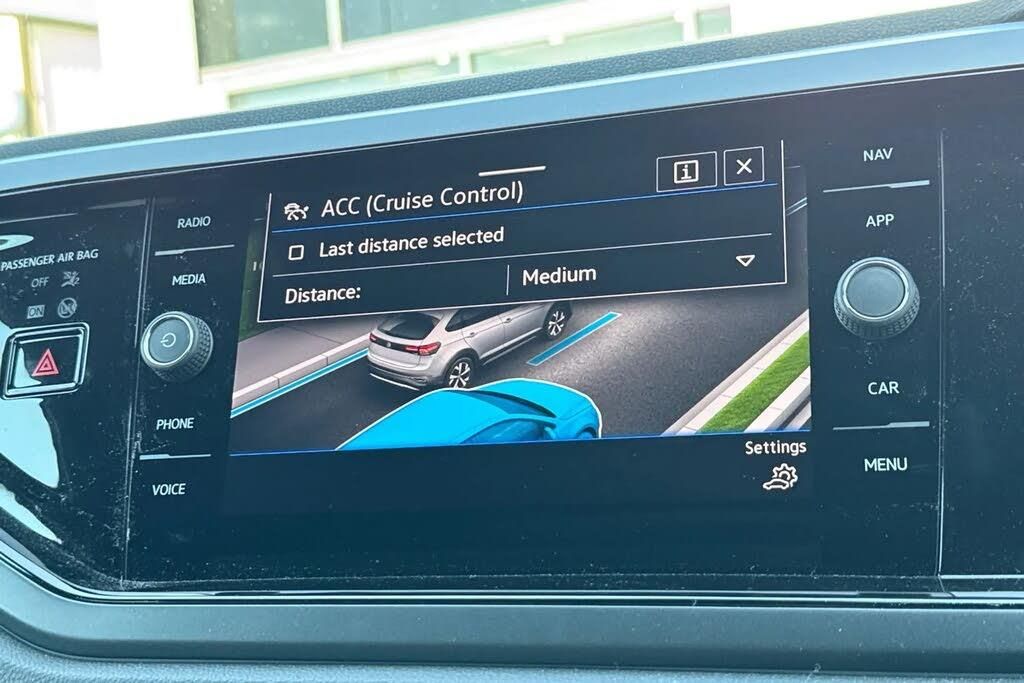 PASSENGER AIR BAG
OFF
ON
RADIO
MEDIA
PHONE
VOICE
i
ACC (Cruise Control)
Last distance selected
Distance:
Medium
Settings
NAV
APP
CAR
MENU